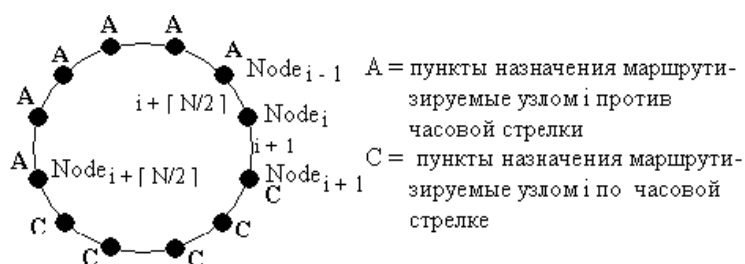 A A
A A Node i - 1
A i + ⌈ N/2 ⌉ Node i
i + 1
A Node i + ⌈ N/2 ⌉ Node i + 1
C C
C C
C
A = пункты назначения маршрути-
зируемые узлом i против
часовой стрелки
C = пункты назначения маршрути-
зируемые узлом i по часовой
стрелке